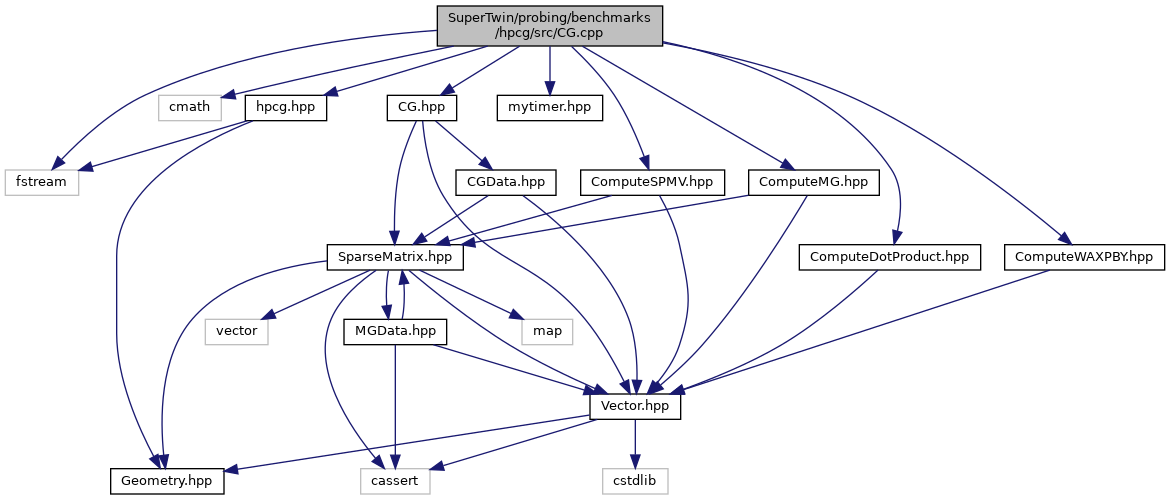 SuperTwin/probing/benchmarks
/hpcg/src/CG.cpp
cmath
hpcg.hpp
CG.hpp
mytimer.hpp
fstream
CGData.hpp
ComputeSPMV.hpp
ComputeMG.hpp
SparseMatrix.hpp
ComputeDotProduct.hpp
ComputeWAXPBY.hpp
vector
MGData.hpp
map
Vector.hpp
Geometry.hpp
cassert
cstdlib